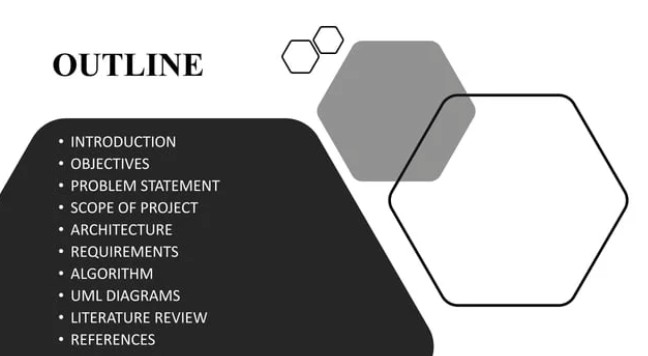 OUTLINE
• INTRODUCTION
• OBJECTIVES
• PROBLEM STATEMENT
• SCOPE OF PROJECT
• ARCHITECTURE
• REQUIREMENTS
• ALGORITHM
• UML DIAGRAMS
• LITERATURE REVIEW
• REFERENCES